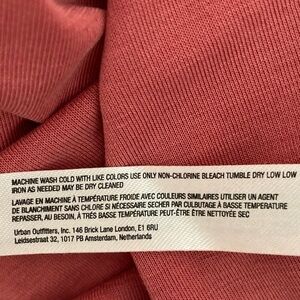 MACHINE WASH COLD WITH LIKE COLORS USE ONLY NON-CHLORINE BLEACH TUMBLE DRY LOW LOW
IRON AS NEEDED MAY BE DRY CLEANED
LAVAGE EN MACHINE À TEMPÉRATURE FROIDE AVEC COULEURS SIMILAIRES UTILISER UN AGENT
DE BLANCHIMENT SANS CHLORE SI NÉCESSAIRE SÉCHER PAR CULBUTAGE À BASSE TEMPÉRATURE
REPASSER, AU BESOIN, À TRÈS BASSE TEMPÉRATURE PEUT-ÊTRE ÊTRE NETTOYÉE SEC
Urban Outfitters, Inc. 146 Brick Lane London, E1 6RU
Leidsestraat 32, 1017 PB Amsterdam, Netherlands